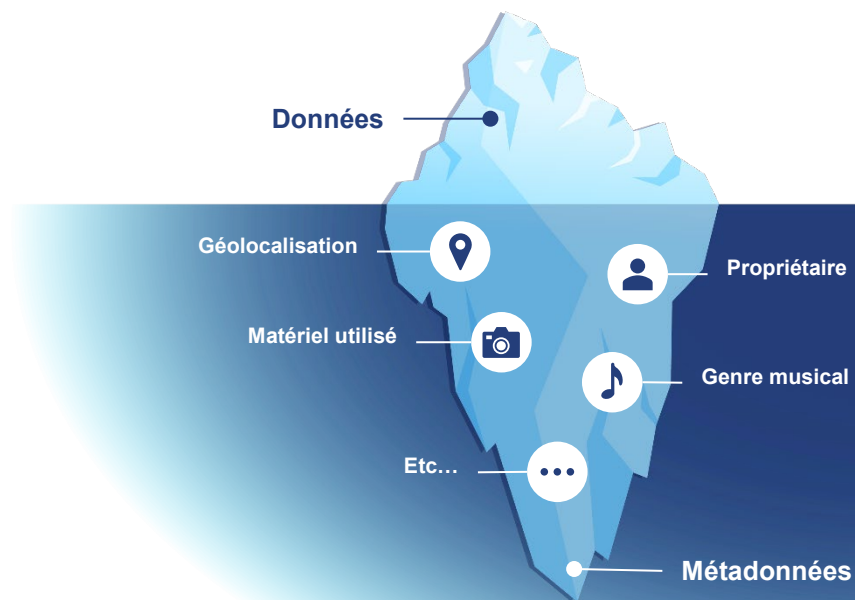 Données
Géolocalisation
Propriétaire
Matériel utilisé
Genre musical
Etc...
Métadonnées